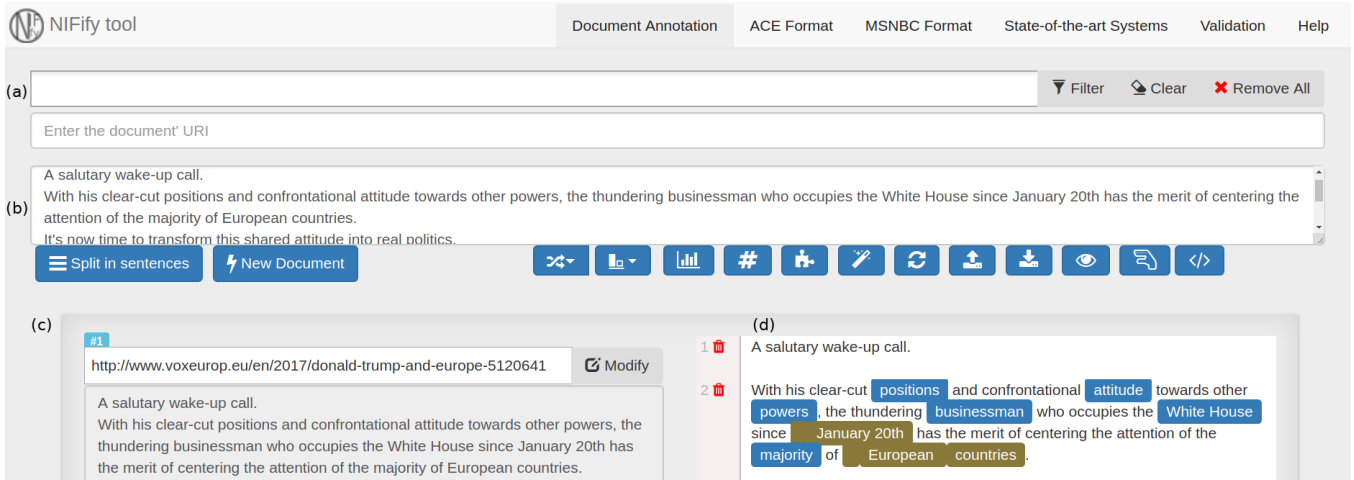 NIFify tool Document Annotation ACE Format MSNBC Format State-of-the-art Systems Validation Help
(a) Filter Clear Remove All
Enter the document' URI
A salutary wake-up call.
(b) With his clear-cut positions and confrontational attitude towards other powers, the thundering businessman who occupies the White House since January 20th has the merit of centering the
attention of the majority of European countries.
It's now time to transform this shared attitude into real politics.
Split in sentences New Document # </>
(c)
#1
http://www.voxeurop.eu/en/2017/donald-trump-and-europe-5120641 Modify
A salutary wake-up call.
With his clear-cut positions and confrontational attitude towards other powers, the
thundering businessman who occupies the White House since January 20th has
the merit of centering the attention of the majority of European countries.
(d)
1 A salutary wake-up call.
2 With his clear-cut positions and confrontational attitude towards other
powers , the thundering businessman who occupies the White House
since January 20th has the merit of centering the attention of the
majority of European countries .